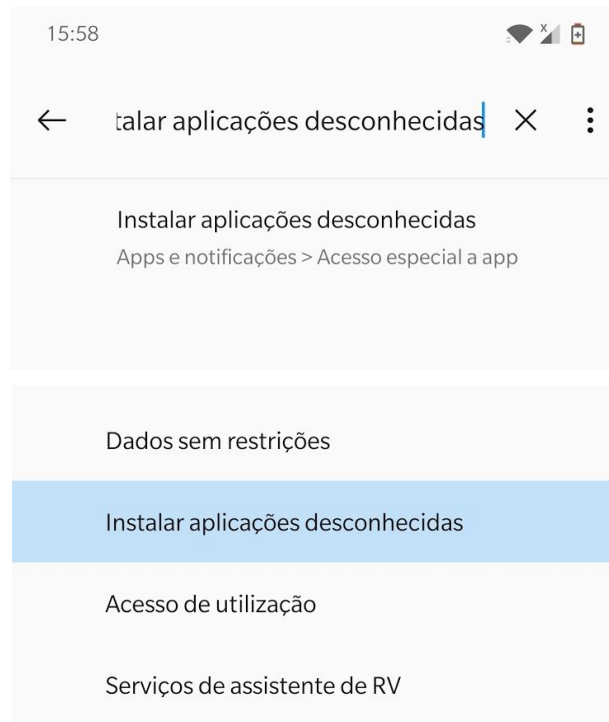 15:58
talar aplicações desconhecidas
Instalar aplicações desconhecidas
Apps e notificações > Acesso especial a app
Dados sem restrições
Instalar aplicações desconhecidas
Acesso de utilização
Serviços de assistente de RV